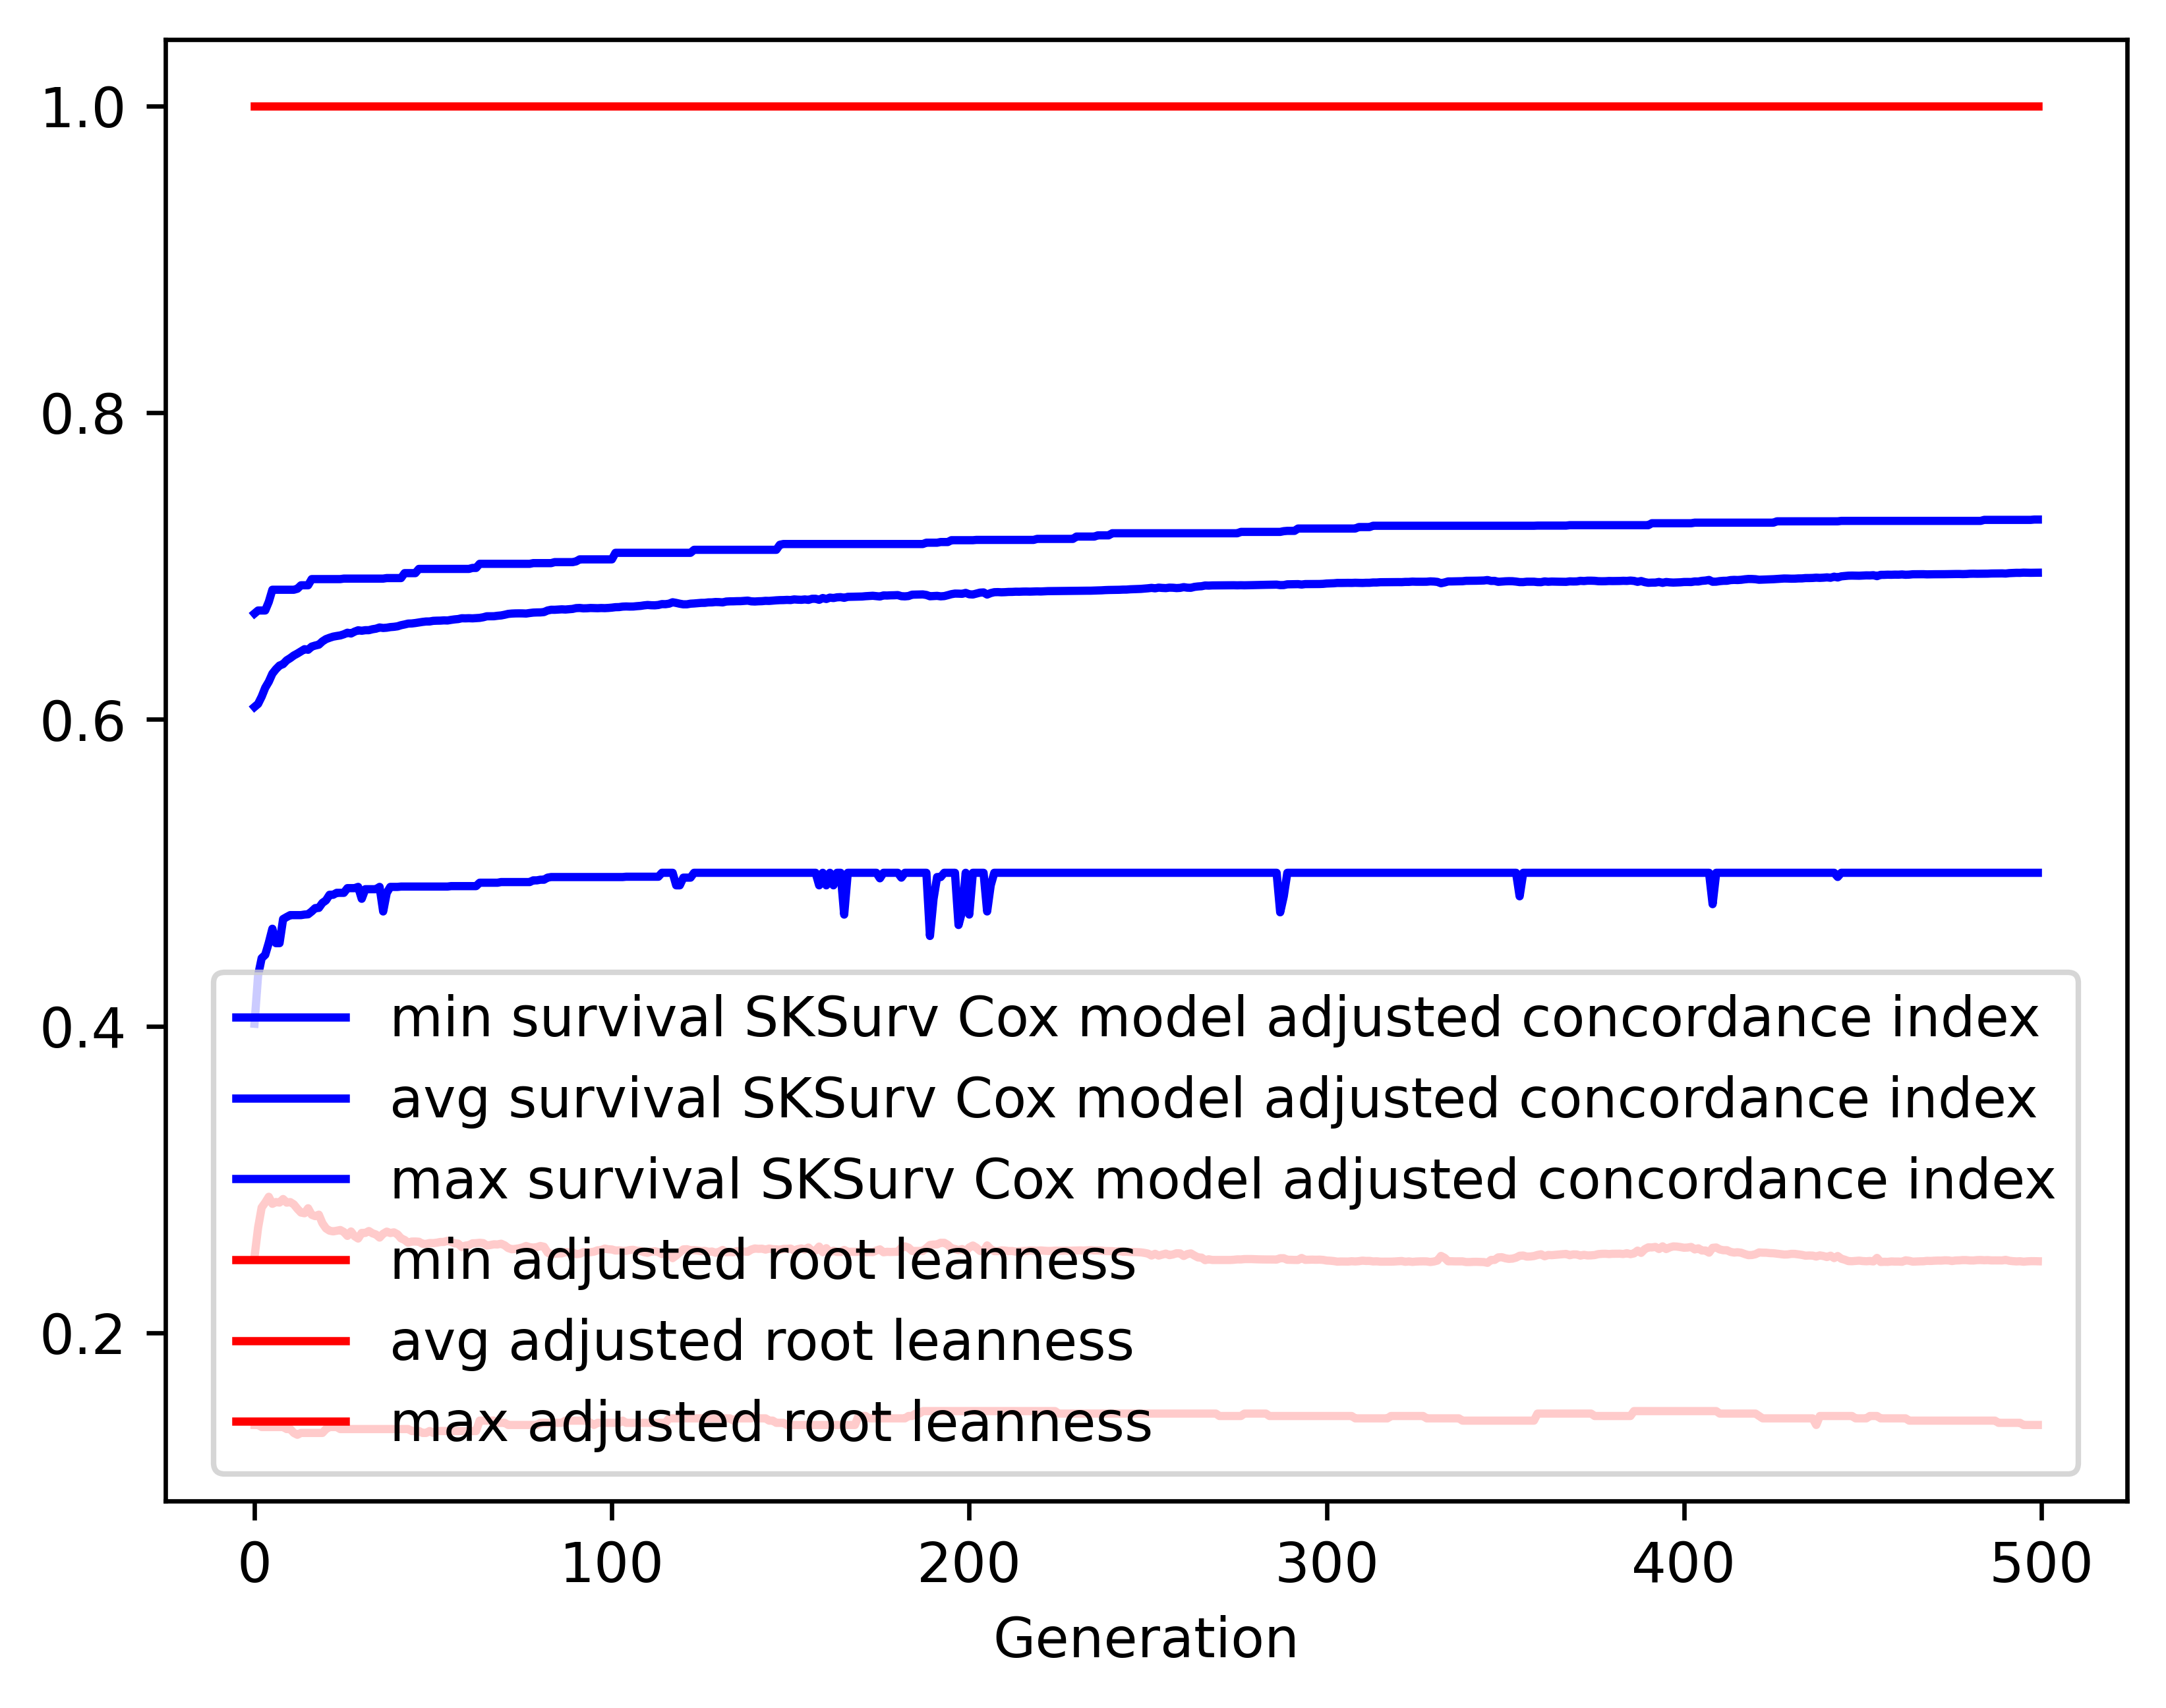 1.0
0.8
0.6
0.4
0.2
min survival SKSurv Cox model adjusted concordance index
avg survival SKSurv Cox model adjusted concordance index
max survival SKSurv Cox model adjusted concordance index
min adjusted root leanness
avg adjusted root leanness
max adjusted root leanness
0 100 200 300 400 500
Generation